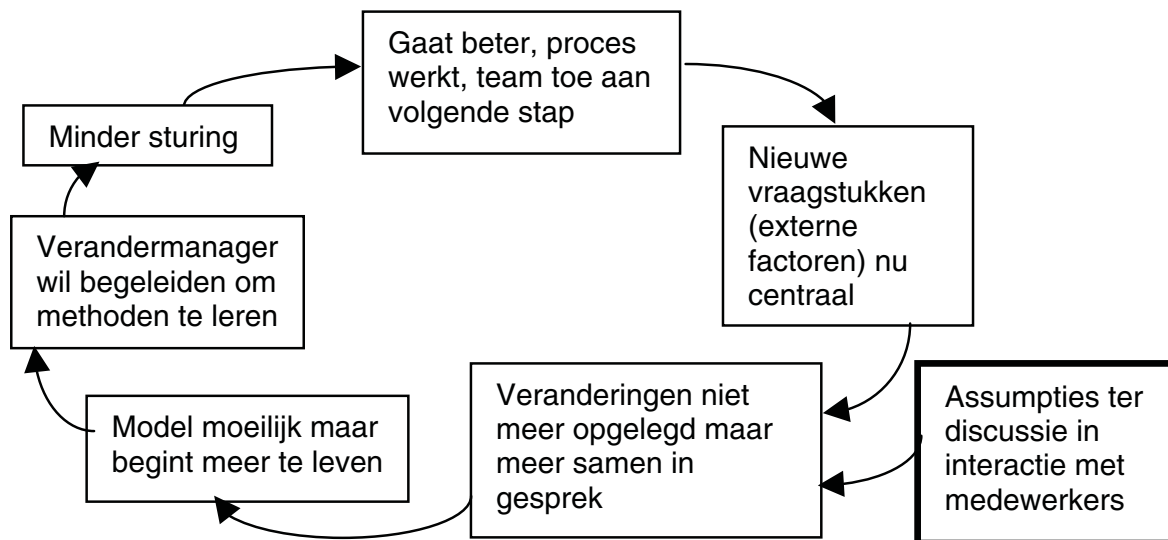 Gaat beter, proces
werkt, team toe aan
volgende stap
Minder sturing
Nieuwe
vraagstukken
(externe
factoren) nu
centraal
Verandermanager
wil begeleiden om
methoden te leren
Veranderingen niet
meer opgelegd maar
meer samen in
gesprek
Assumpties ter
discussie in
interactie met
medewerkers
Model moeilijk maar
begint meer te leven